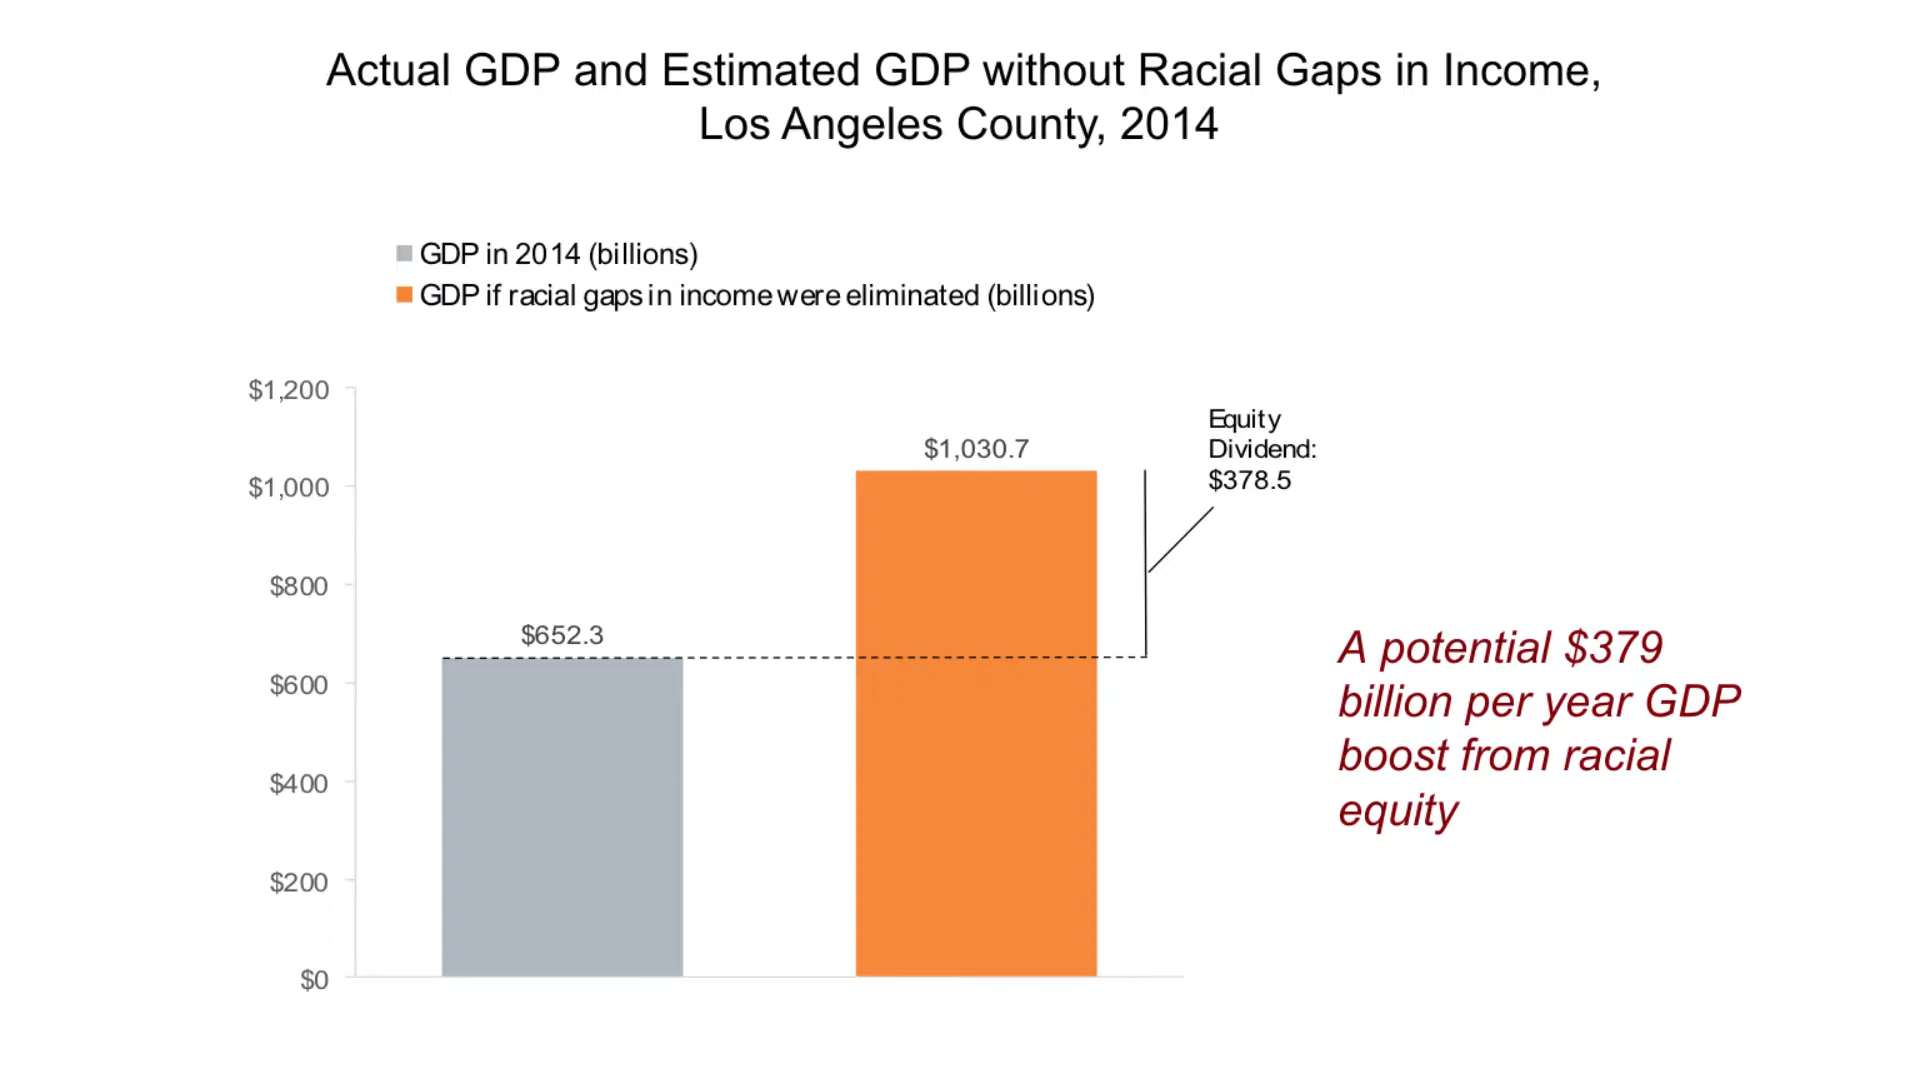 Actual GDP and Estimated GDP without Racial Gaps in Income,
Los Angeles County, 2014
GDP in 2014 (billions)
GDP if racial gaps in income were eliminated (billions)
$1,200
$1,000
$800
$600
$400
$200
$0
$652.3
$1,030.7
Equity
Dividend:
$378.5
A potential $379
billion per year GDP
boost from racial
equity